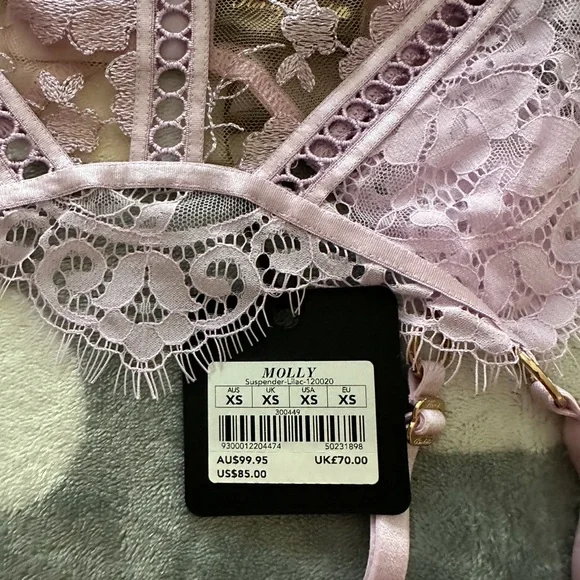 MOLLY
Suspender-Lilac-120020
AUS UK USA EU
XS XS XS XS
300449
9300012204474 50231898
AU$99.95 UK£70.00
US$85.00